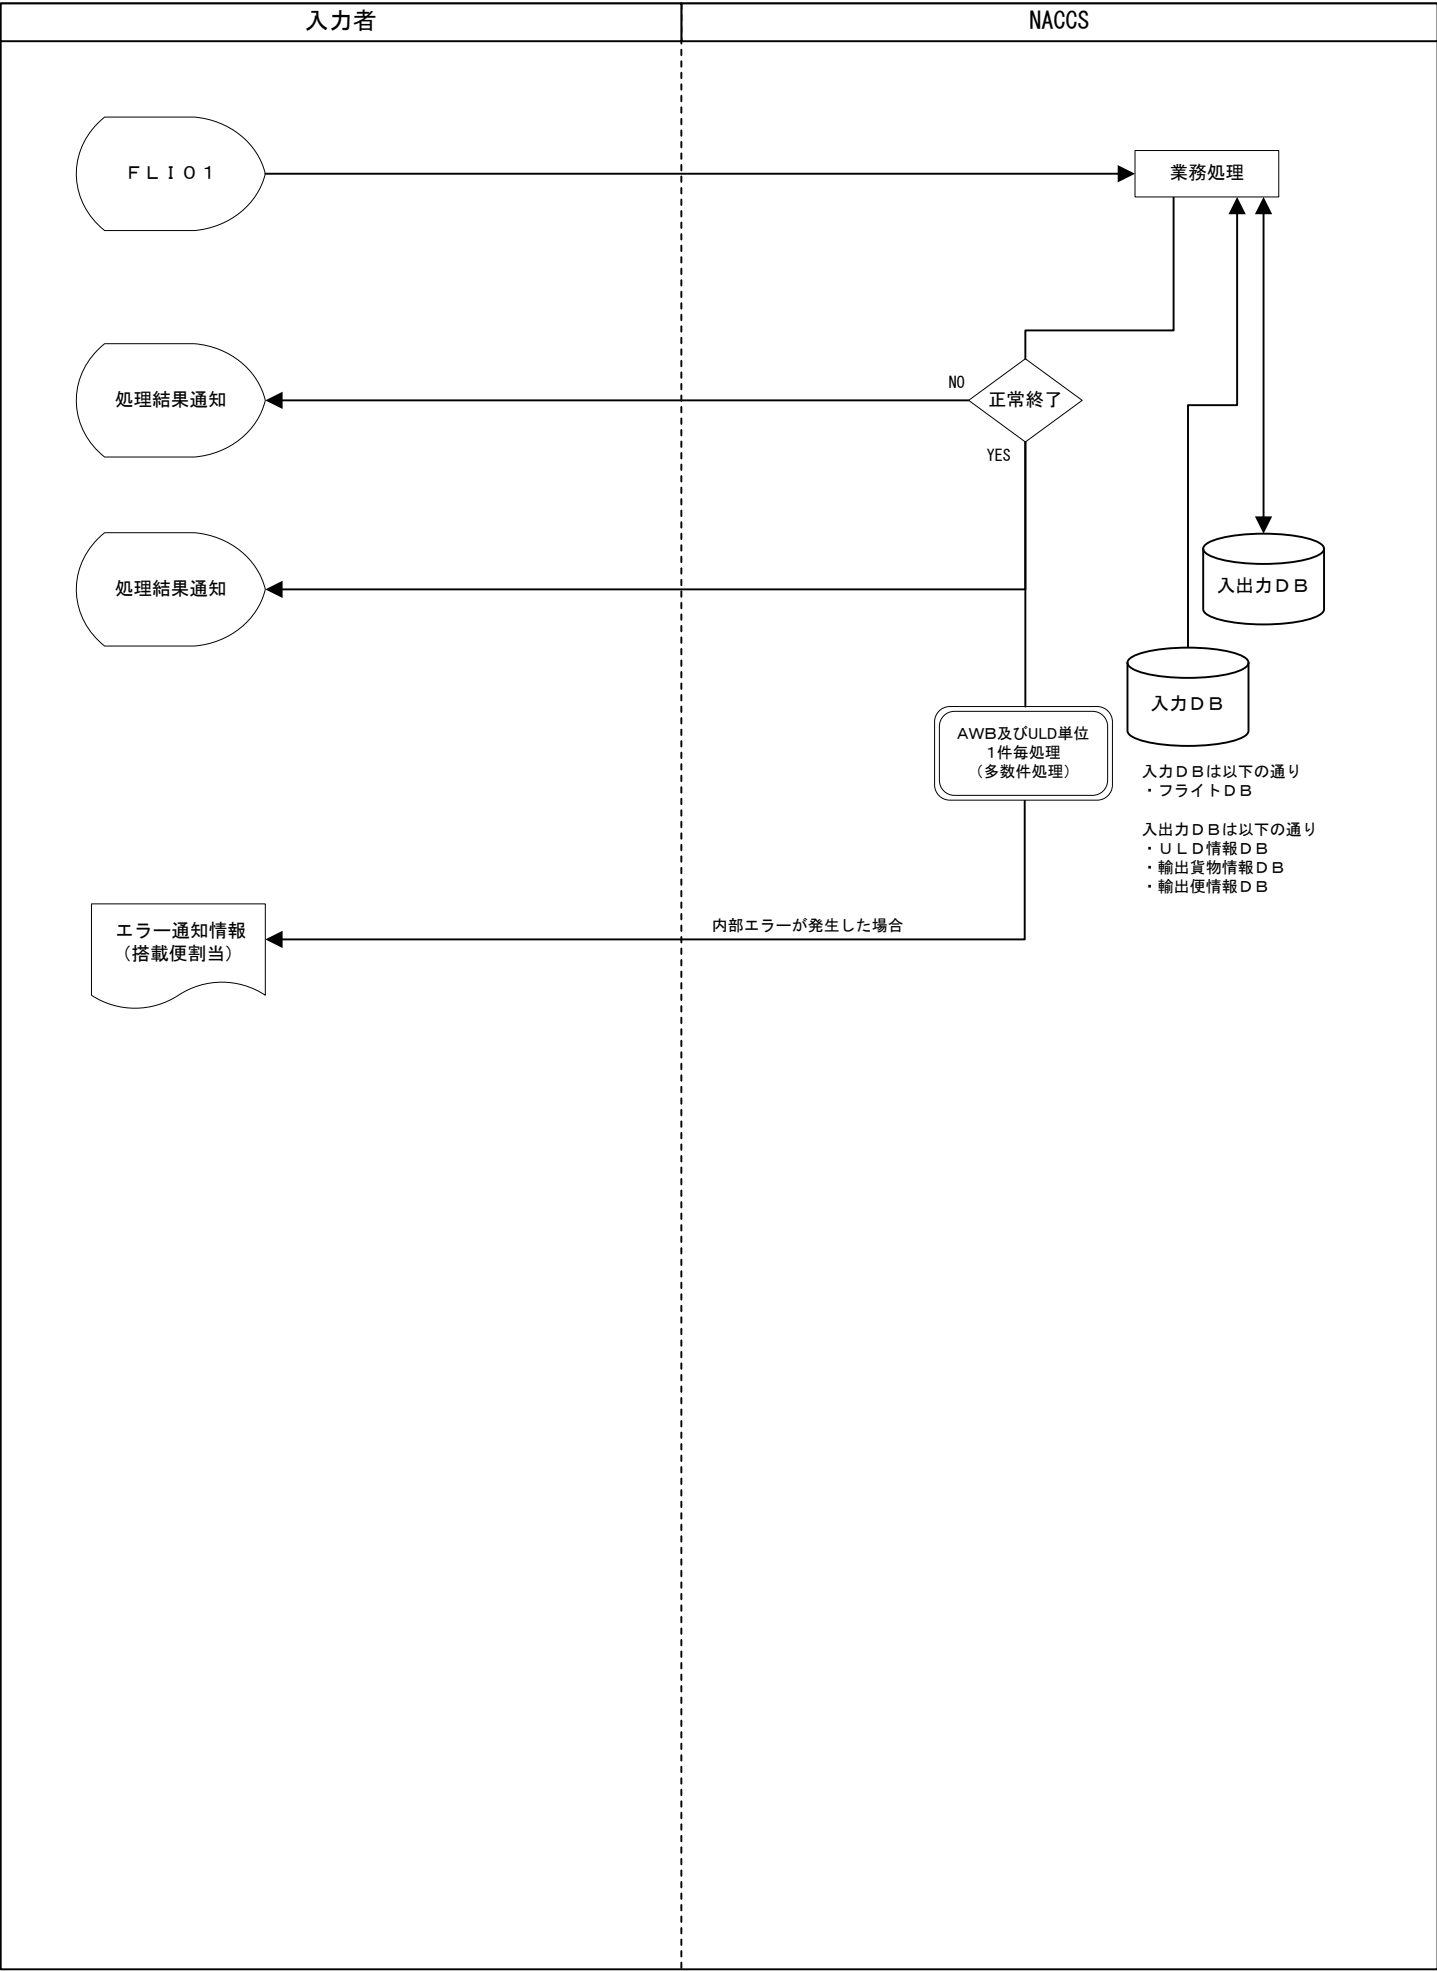 入力者
NACCS
ＦＬＩ０１
業務処理
処理結果通知
NO
正常終了
YES
処理結果通知
入出力ＤＢ
入力ＤＢ
AWB及びULD単位
1件毎処理
（多数件処理）
入力ＤＢは以下の通り
・フライトＤＢ
入出力ＤＢは以下の通り
・ＵＬＤ情報ＤＢ
・輸出貨物情報ＤＢ
・輸出便情報ＤＢ
エラー通知情報
（搭載便割当）
内部エラーが発生した場合